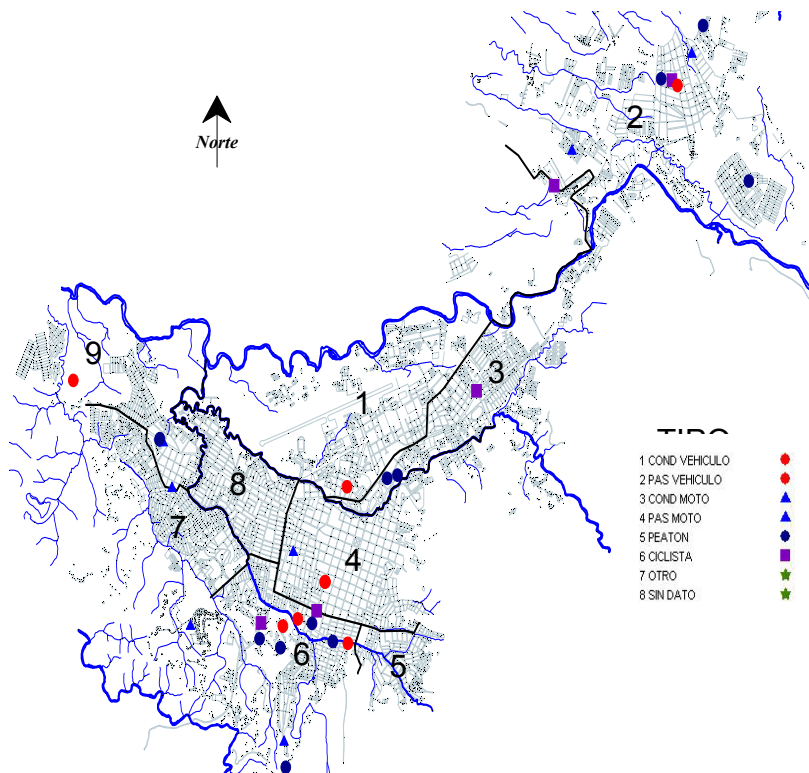 2
Norte
9
3
1
8
7
4
6
5
1 COND VEHICULO
2 PAS VEHICULO
3 COND MOTO
4 PAS MOTO
5 PEATON
6 CICLISTA
7 OTRO
8 SIN DATO